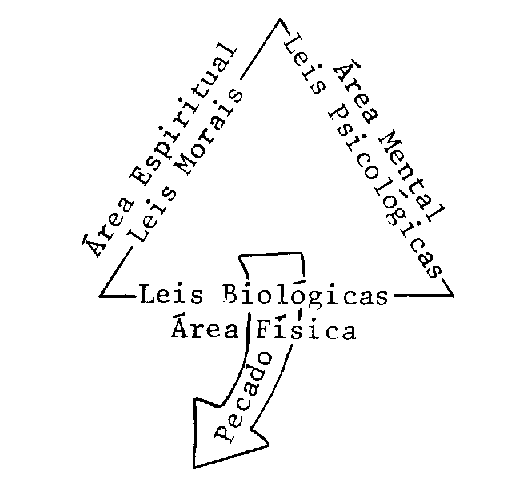 Área Espiritual
Leis Morais
Área Mental
Leis Psicológicas
Leis Biológicas
Área Física
Pecado